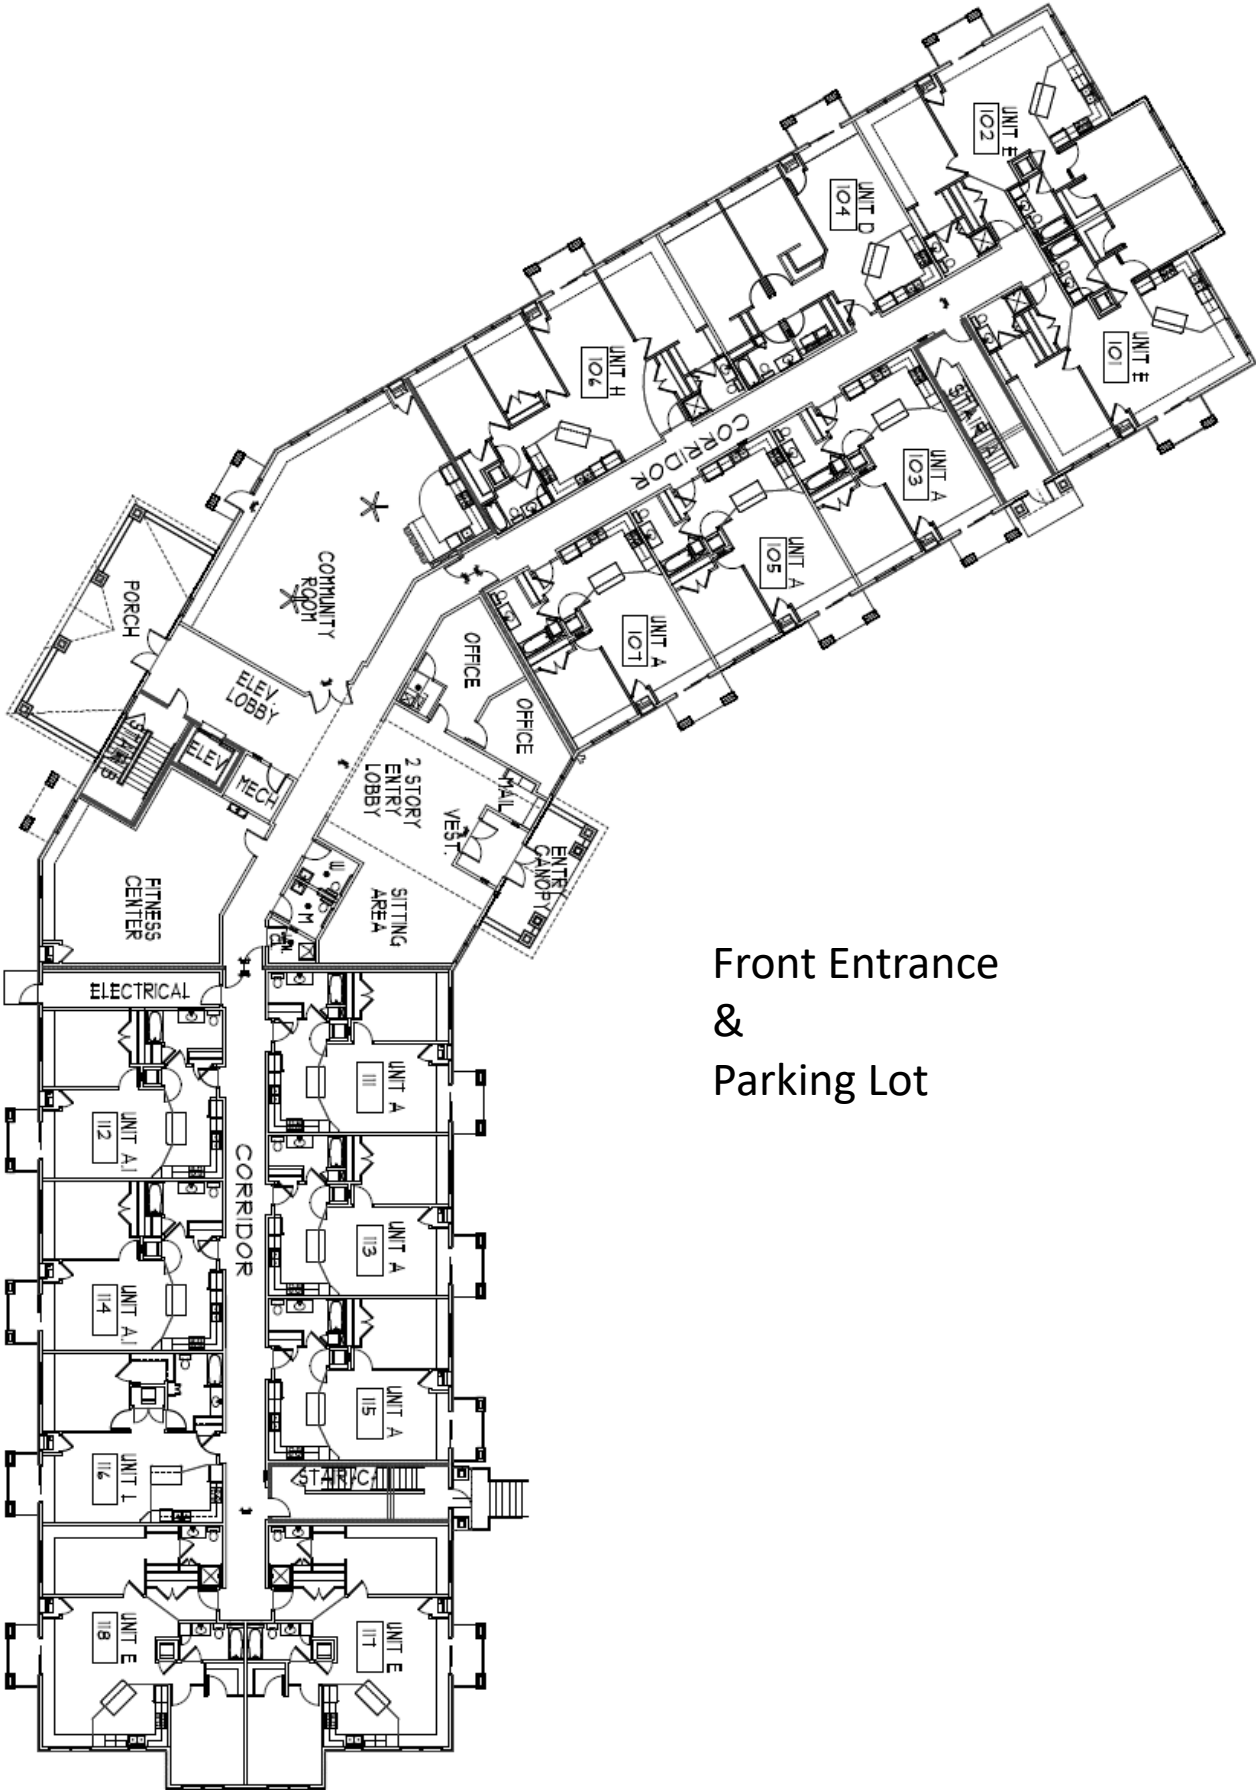 UNIT E
102
UNIT D
104
UNIT E
101
UNIT H
106
STAIR A
CORRIDOR
UNIT A
103
UNIT A
105
UNIT A
107
COMMUNITY
ROOM
PORCH
OFFICE
OFFICE
ELEV.
LOBBY
STAIR B
ELEV
MECH
2 STORY
ENTRY
LOBBY
MAIL
VEST.
ENTRY
CANOPY
W
M
SITTING
AREA
FITNESS
CENTER
Front Entrance
&
Parking Lot
ELECTRICAL
UNIT A
111
UNIT A.1
112
CORRIDOR
UNIT A
113
UNIT A.1
114
UNIT A
115
UNIT L
116
STAIR C
UNIT E
118
UNIT E
117